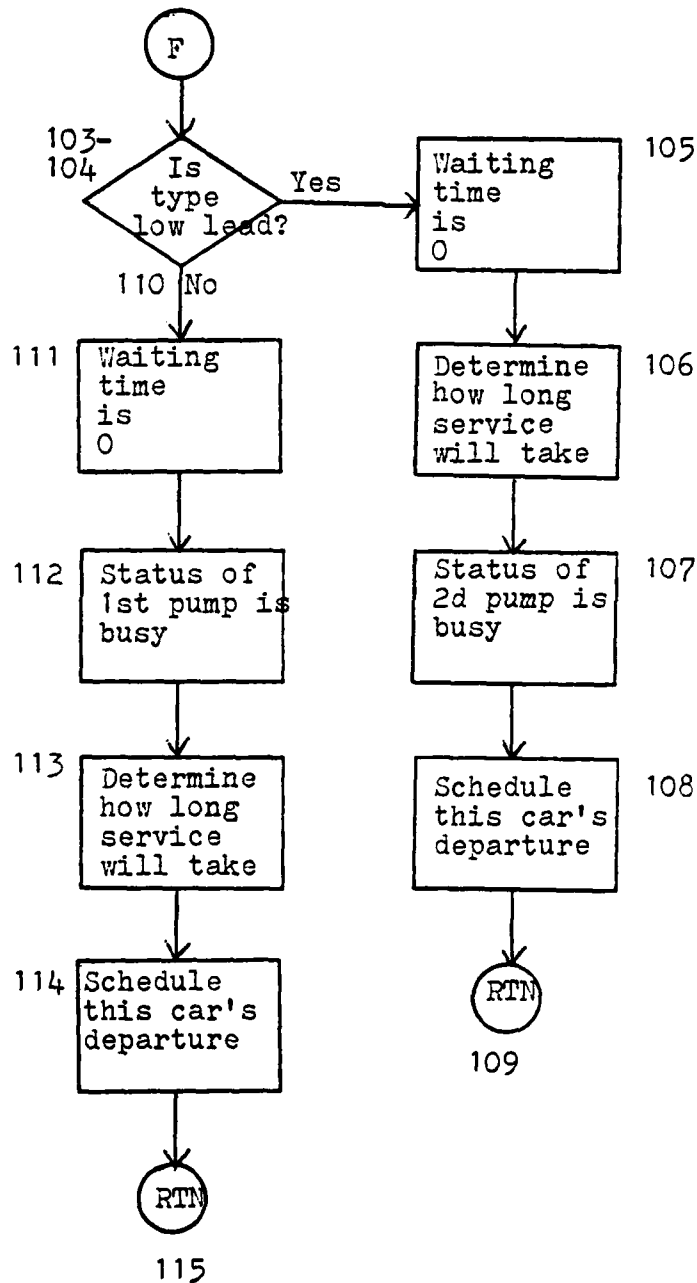 F
103-
104
Is
type
low lead?
Yes
110 No
111
Waiting
time
is
0
112
Status of
1st pump is
busy
113
Determine
how long
service
will take
114
Schedule
this car's
departure
RTN
115
105
Waiting
time
is
0
106
Determine
how long
service
will take
107
Status of
2d pump is
busy
108
Schedule
this car's
departure
RTN
109